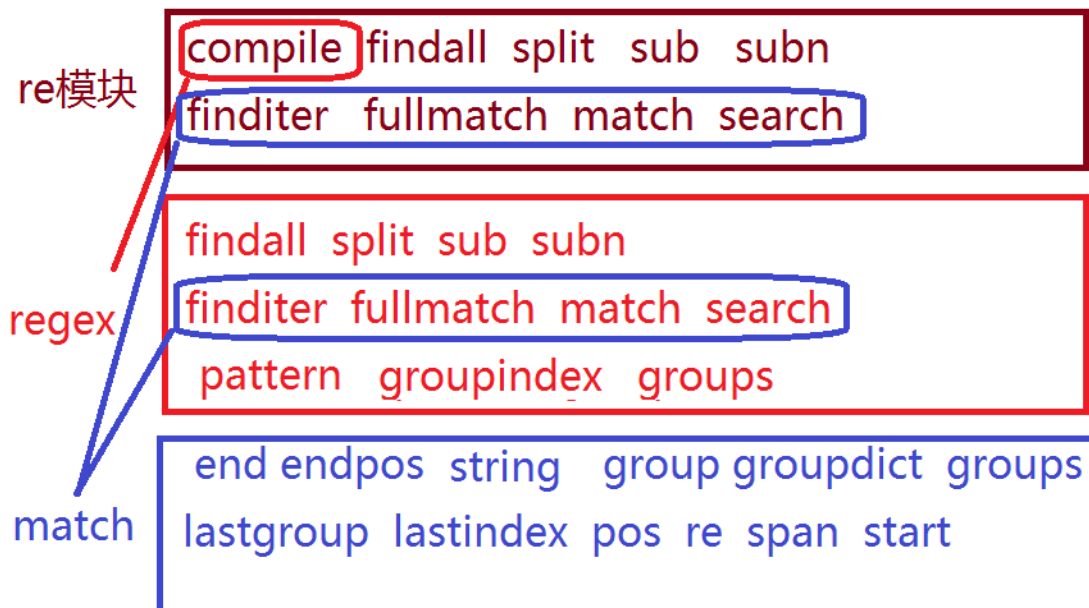 compile findall split sub subn
re模块
finditer fullmatch match search
findall split sub subn
finditer fullmatch match search
regex
pattern groupindex groups
end endpos string group groupdict groups
match
lastgroup lastindex pos re span start